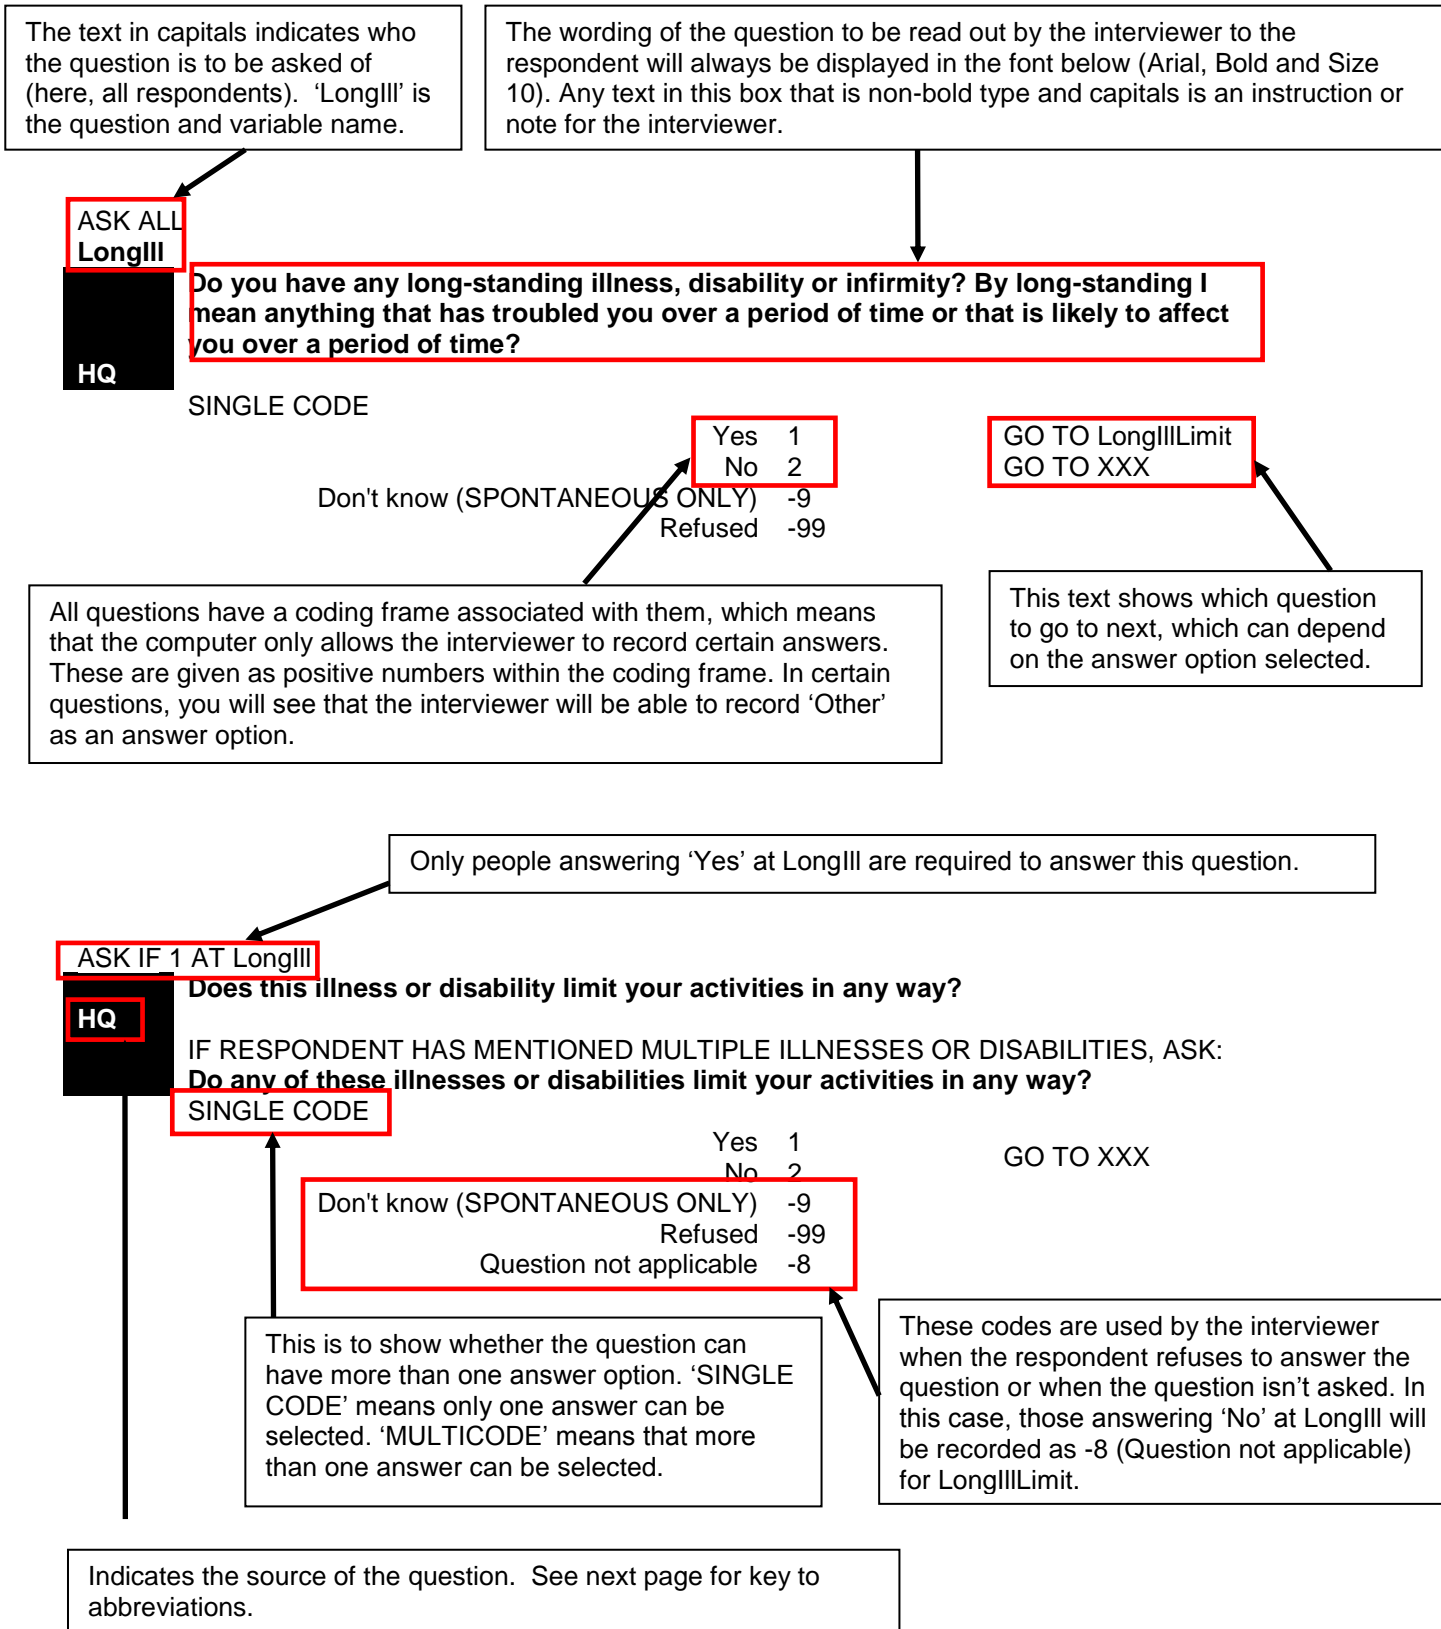 The text in capitals indicates who
the question is to be asked of
(here, all respondents).  ‘LongIll’ is
the question and variable name.
The wording of the question to be read out by the interviewer to the
respondent will always be displayed in the font below (Arial, Bold and Size
10). Any text in this box that is non-bold type and capitals is an instruction or
note for the interviewer.
ASK ALL
LongIll
Do you have any long-standing illness, disability or infirmity? By long-standing I
mean anything that has troubled you over a period of time or that is likely to affect
you over a period of time?
HQ
SINGLE CODE
Yes 1
GO TO LongIllLimit
No 2
GO TO XXX
Don't know (SPONTANEOUS ONLY) -9
Refused -99
All questions have a coding frame associated with them, which means
that the computer only allows the interviewer to record certain answers.
These are given as positive numbers within the coding frame. In certain
questions, you will see that the interviewer will be able to record ‘Other’
as an answer option.
This text shows which question
to go to next, which can depend
on the answer option selected.
Only people answering ‘Yes’ at LongIll are required to answer this question.
ASK IF 1 AT LongIll
Does this illness or disability limit your activities in any way?
HQ
IF RESPONDENT HAS MENTIONED MULTIPLE ILLNESSES OR DISABILITIES, ASK:
Do any of these illnesses or disabilities limit your activities in any way?
SINGLE CODE
Yes 1
GO TO XXX
No 2
Don't know (SPONTANEOUS ONLY) -9
Refused -99
Question not applicable -8
This is to show whether the question can
have more than one answer option. ‘SINGLE
CODE’ means only one answer can be
selected. ‘MULTICODE’ means that more
than one answer can be selected.
These codes are used by the interviewer
when the respondent refuses to answer the
question or when the question isn’t asked. In
this case, those answering ‘No’ at LongIll will
be recorded as -8 (Question not applicable)
for LongIllLimit.
Indicates the source of the question.  See next page for key to
abbreviations.